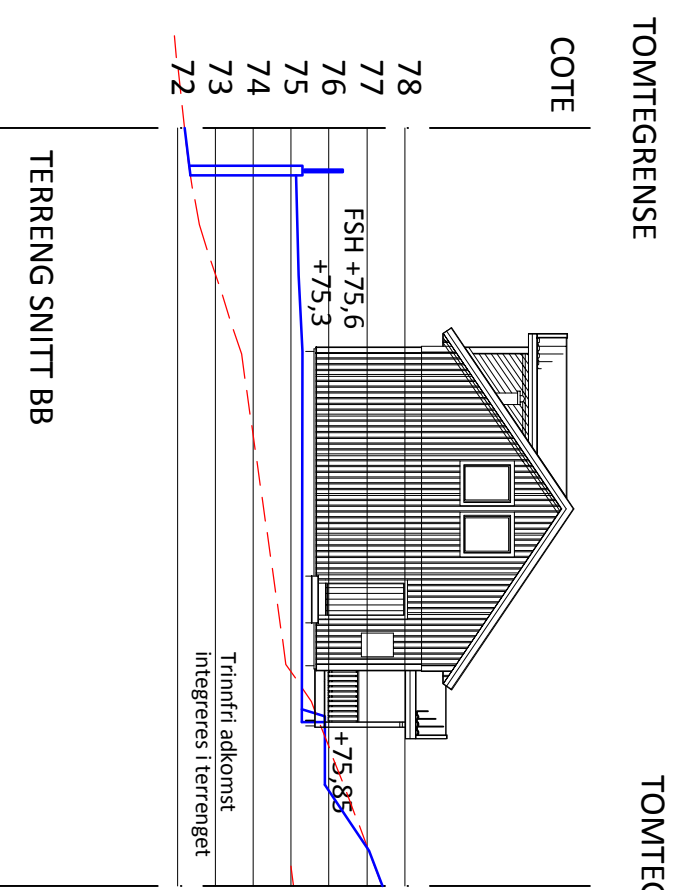 TOMTEGRENSE
TOMTEG
COTE
78
77
76
75
74
73
72
FSH +75,6
+75,3
+75,85
Trinnfri adkomst
integreres i terrenget
TERRENG SNITT BB